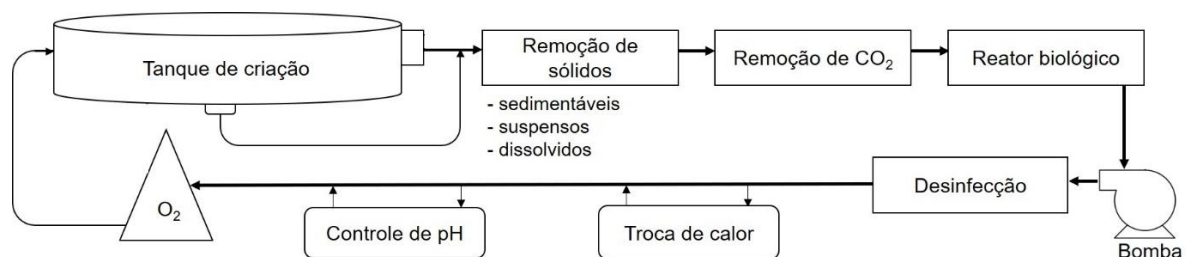 Tanque de criação
Remoção de
sólidos
- sedimentáveis
- suspensos
- dissolvidos
Remoção de CO₂
Reator biológico
Bomba
Desinfecção
Troca de calor
Controle de pH
O₂